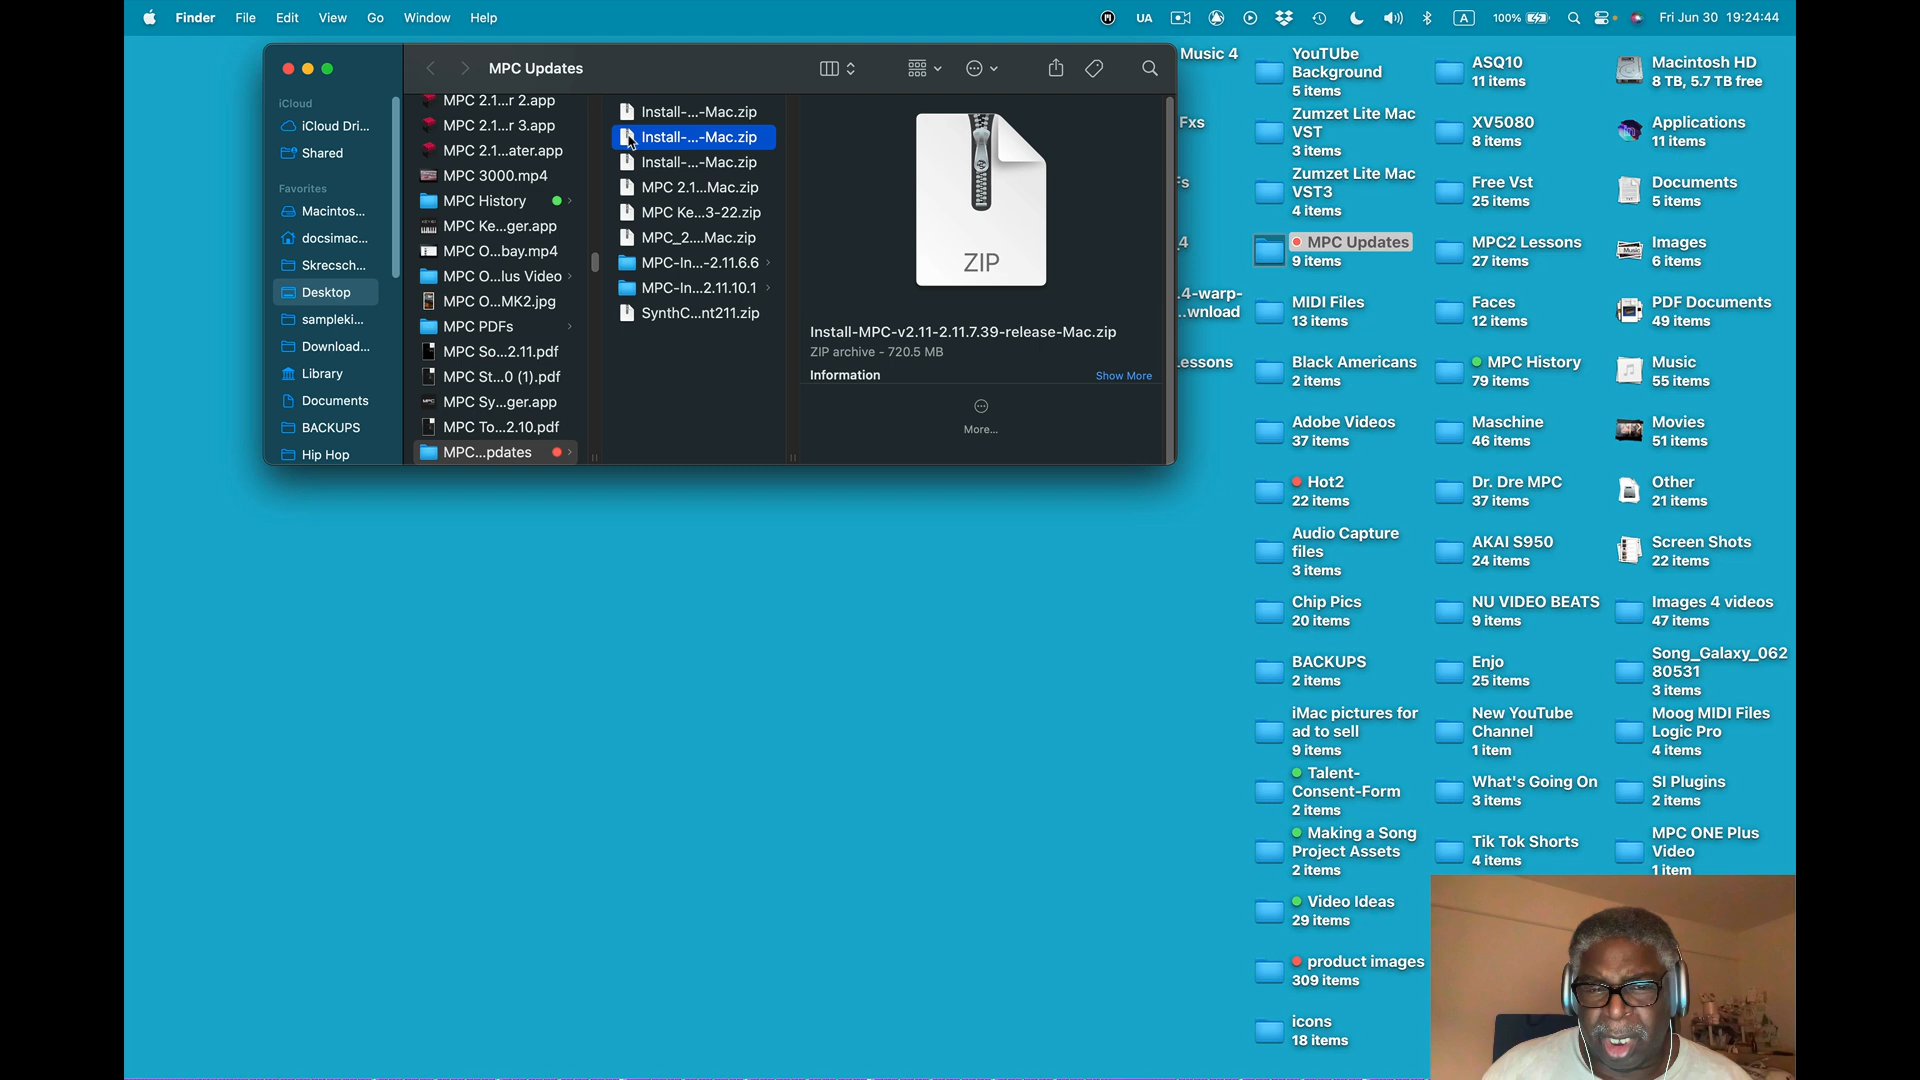 Finder File Edit View Go Window Help
UA
A
100%
Fri Jun 30 19:24:44
MPC Updates
iCloud
iCloud Dri...
Shared
Favorites
Macintos...
docsimac...
Skrecsch...
Desktop
sampleki...
Download...
Library
Documents
BACKUPS
Hip Hop
MPC 2.1...r 2.app
MPC 2.1...r 3.app
MPC 2.1...ater.app
MPC 3000.mp4
MPC History
MPC Ke...ger.app
MPC O...bay.mp4
MPC O...lus Video
MPC O...MK2.jpg
MPC PDFs
MPC So...2.11.pdf
MPC St...0 (1).pdf
MPC Sy...ger.app
MPC To...2.10.pdf
MPC...pdates
Install-...-Mac.zip
Install-...-Mac.zip
Install-...-Mac.zip
MPC 2.1...Mac.zip
MPC Ke...3-22.zip
MPC_2....Mac.zip
MPC-In...-2.11.6.6
MPC-In...2.11.10.1
SynthC...nt211.zip
ZIP
Install-MPC-v2.11-2.11.7.39-release-Mac.zip
ZIP archive - 720.5 MB
Information
Show More
More...
Music 4
Fxs
_4
.4-warp-
...wnload
essons
YouTUbe
Background
5 items
Zumzet Lite Mac
VST
3 items
Zumzet Lite Mac
VST3
4 items
MPC Updates
9 items
MIDI Files
13 items
Black Americans
2 items
Adobe Videos
37 items
Hot2
22 items
Audio Capture
files
3 items
Chip Pics
20 items
BACKUPS
2 items
iMac pictures for
ad to sell
9 items
Talent-
Consent-Form
2 items
Making a Song
Project Assets
2 items
Video Ideas
29 items
product images
309 items
icons
18 items
ASQ10
11 items
XV5080
8 items
Free Vst
25 items
MPC2 Lessons
27 items
Faces
12 items
MPC History
79 items
Maschine
46 items
Dr. Dre MPC
37 items
AKAI S950
24 items
NU VIDEO BEATS
9 items
Enjo
25 items
New YouTube
Channel
1 item
What's Going On
3 items
Tik Tok Shorts
4 items
Macintosh HD
8 TB, 5.7 TB free
Applications
11 items
Documents
5 items
Images
6 items
PDF Documents
49 items
Music
55 items
Movies
51 items
Other
21 items
Screen Shots
22 items
Images 4 videos
47 items
Song_Galaxy_062
80531
3 items
Moog MIDI Files
Logic Pro
4 items
SI Plugins
2 items
MPC ONE Plus
Video
1 item